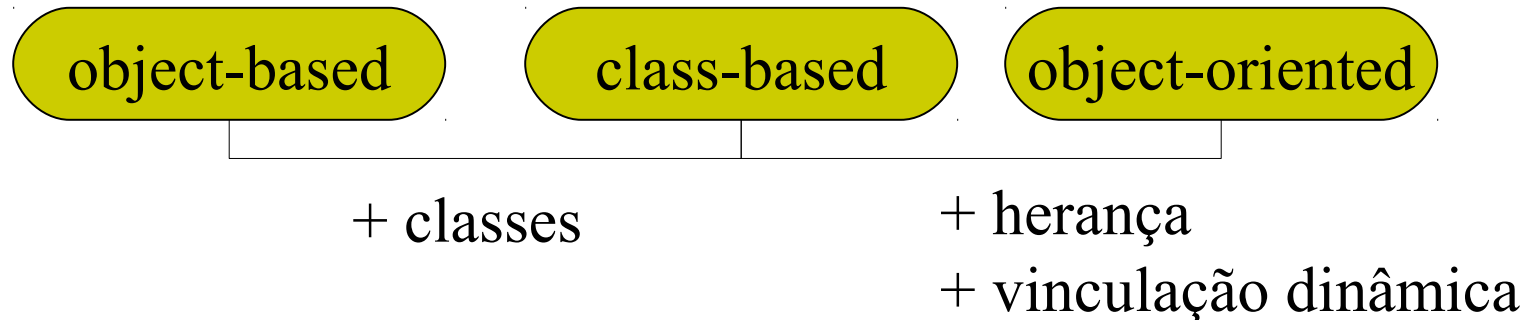 object-based class-based object-oriented
+ classes + herança
+ vinculação dinâmica